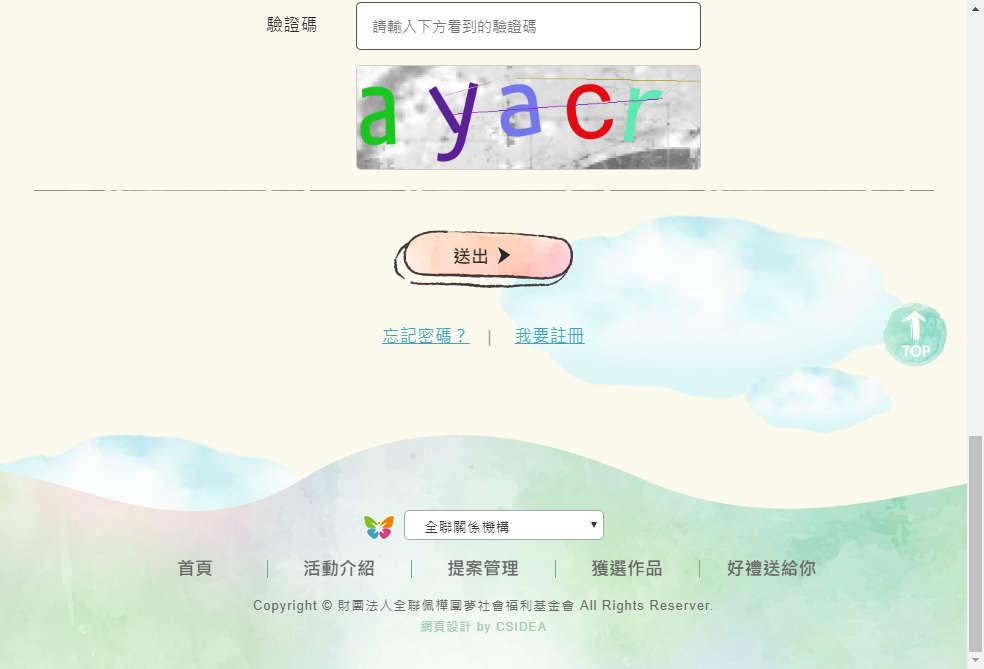 驗證碼
請輸入下方看到的驗證碼
a y a c r
送出
忘記密碼？ | 我要註冊
TOP
全聯關係機構
首頁 | 活動介紹 | 提案管理 | 獲選作品 | 好禮送給你
Copyright © 財團法人全聯佩樺圓夢社會福利基金會 All Rights Reserver.
網頁設計 by CSIDEA